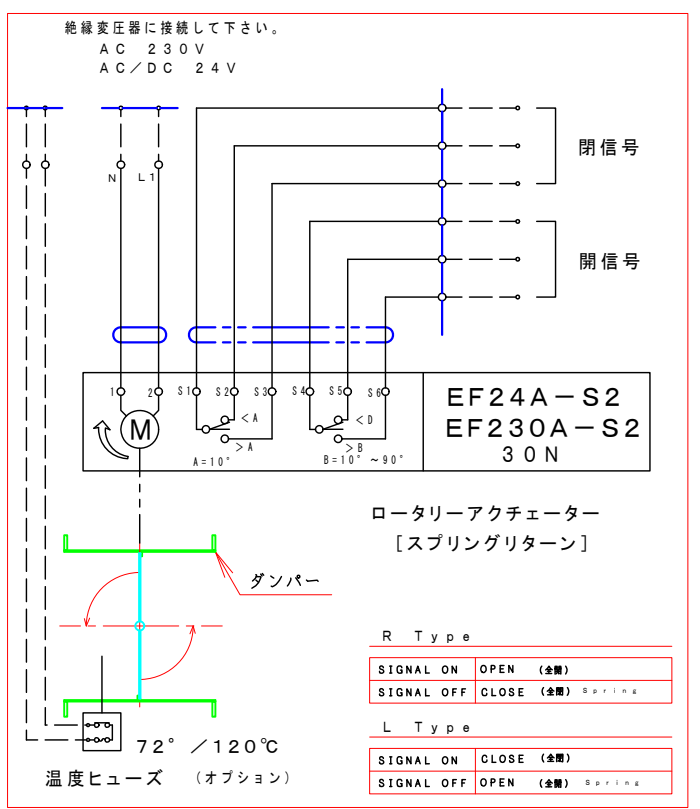 絶縁変圧器に接続して下さい。
AC 230V
AC/DC 24V
閉信号
N L1
開信号
1 2 S1 S2 S3 S4 S5 S6
<A
>A
A=10°
<D
>B
B=10°~90°
M
EF24A-S2
EF230A-S2
30N
ロータリーアクチェーター
[スプリングリターン]
ダンパー
R Type
SIGNAL ON OPEN (全開)
SIGNAL OFF CLOSE (全閉) Spring
L Type
SIGNAL ON CLOSE (全閉)
SIGNAL OFF OPEN (全開) Spring
72°/120℃
温度ヒューズ (オプション)